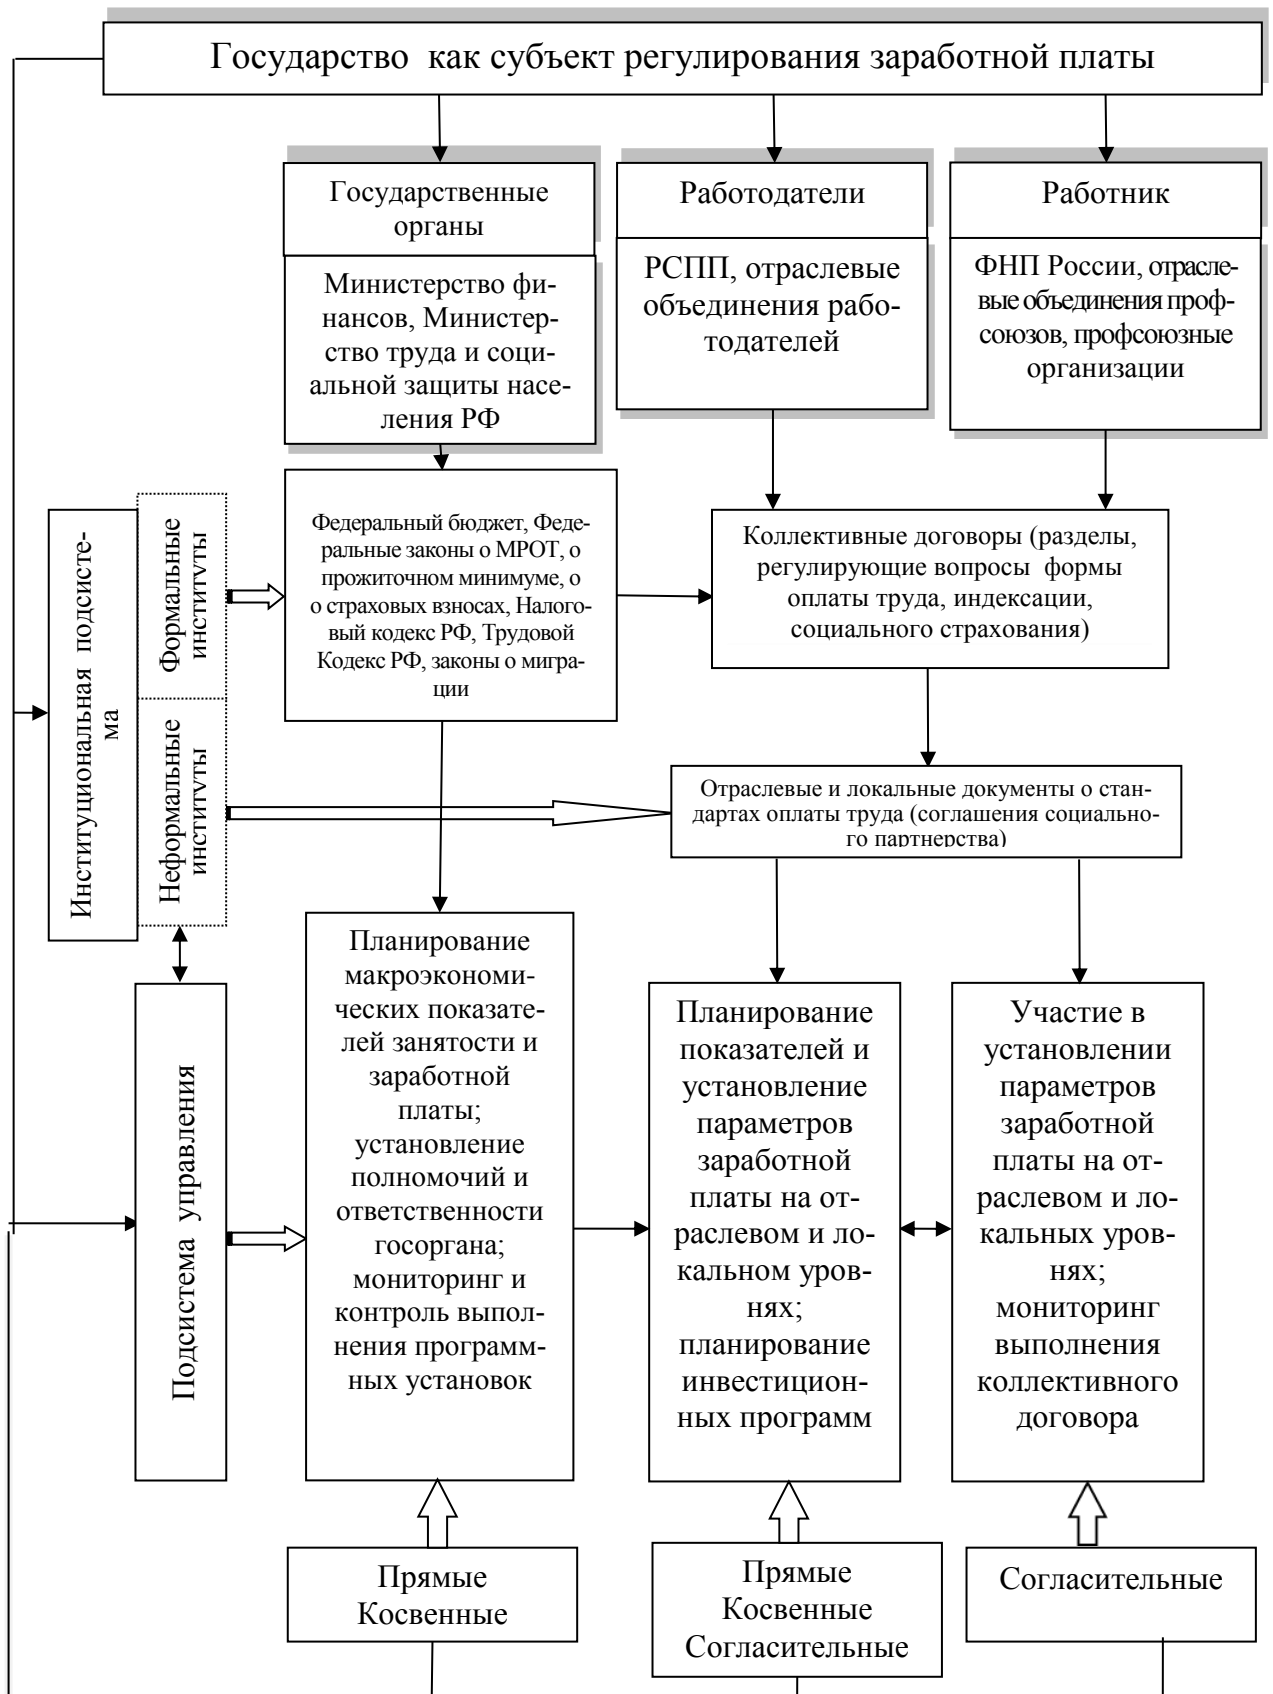 Государство как субъект регулирования заработной платы
Государственные
органы
Министерство фи-
нансов, Министер-
ство труда и соци-
альной защиты насе-
ления РФ
Работодатели
РСПП, отраслевые
объединения рабо-
тодателей
Работник
ФНП России, отрасле-
вые объединения проф-
союзов, профсоюзные
организации
Институциональная подсисте-
ма
Формальные
институты
Неформальные
институты
Федеральный бюджет, Феде-
ральные законы о МРОТ, о
прожиточном минимуме, о
о страховых взносах, Налого-
вый кодекс РФ, Трудовой
Кодекс РФ, законы о мигра-
ции
Коллективные договоры (разделы,
регулирующие вопросы формы
оплаты труда, индексации,
социального страхования)
Отраслевые и локальные документы о стан-
дартах оплаты труда (соглашения социально-
го партнерства)
Подсистема управления
Планирование
макроэкономи-
ческих показате-
лей занятости и
заработной
платы;
установление
полномочий и
ответственности
госоргана;
мониторинг и
контроль выпол-
нения программ-
ных установок
Планирование
показателей и
установление
параметров
заработной
платы на от-
раслевом и ло-
кальном уров-
нях;
планирование
инвестицион-
ных программ
Участие в
установлении
параметров
заработной
платы на от-
раслевом и ло-
кальных уров-
нях;
мониторинг
выполнения
коллективного
договора
Прямые
Косвенные
Прямые
Косвенные
Согласительные
Согласительные